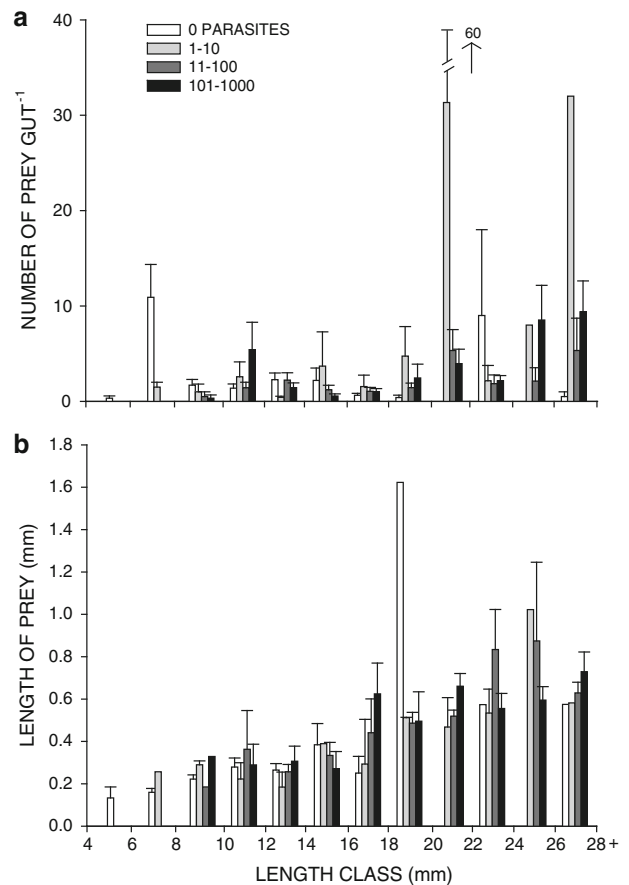 a
0 PARASITES
1-10
11-100
101-1000
60
40
30
20
10
0
NUMBER OF PREY GUT⁻¹
b
1.8
1.6
1.4
1.2
1.0
0.8
0.6
0.4
0.2
0.0
LENGTH OF PREY (mm)
4 6 8 10 12 14 16 18 20 22 24 26 28 +
LENGTH CLASS (mm)